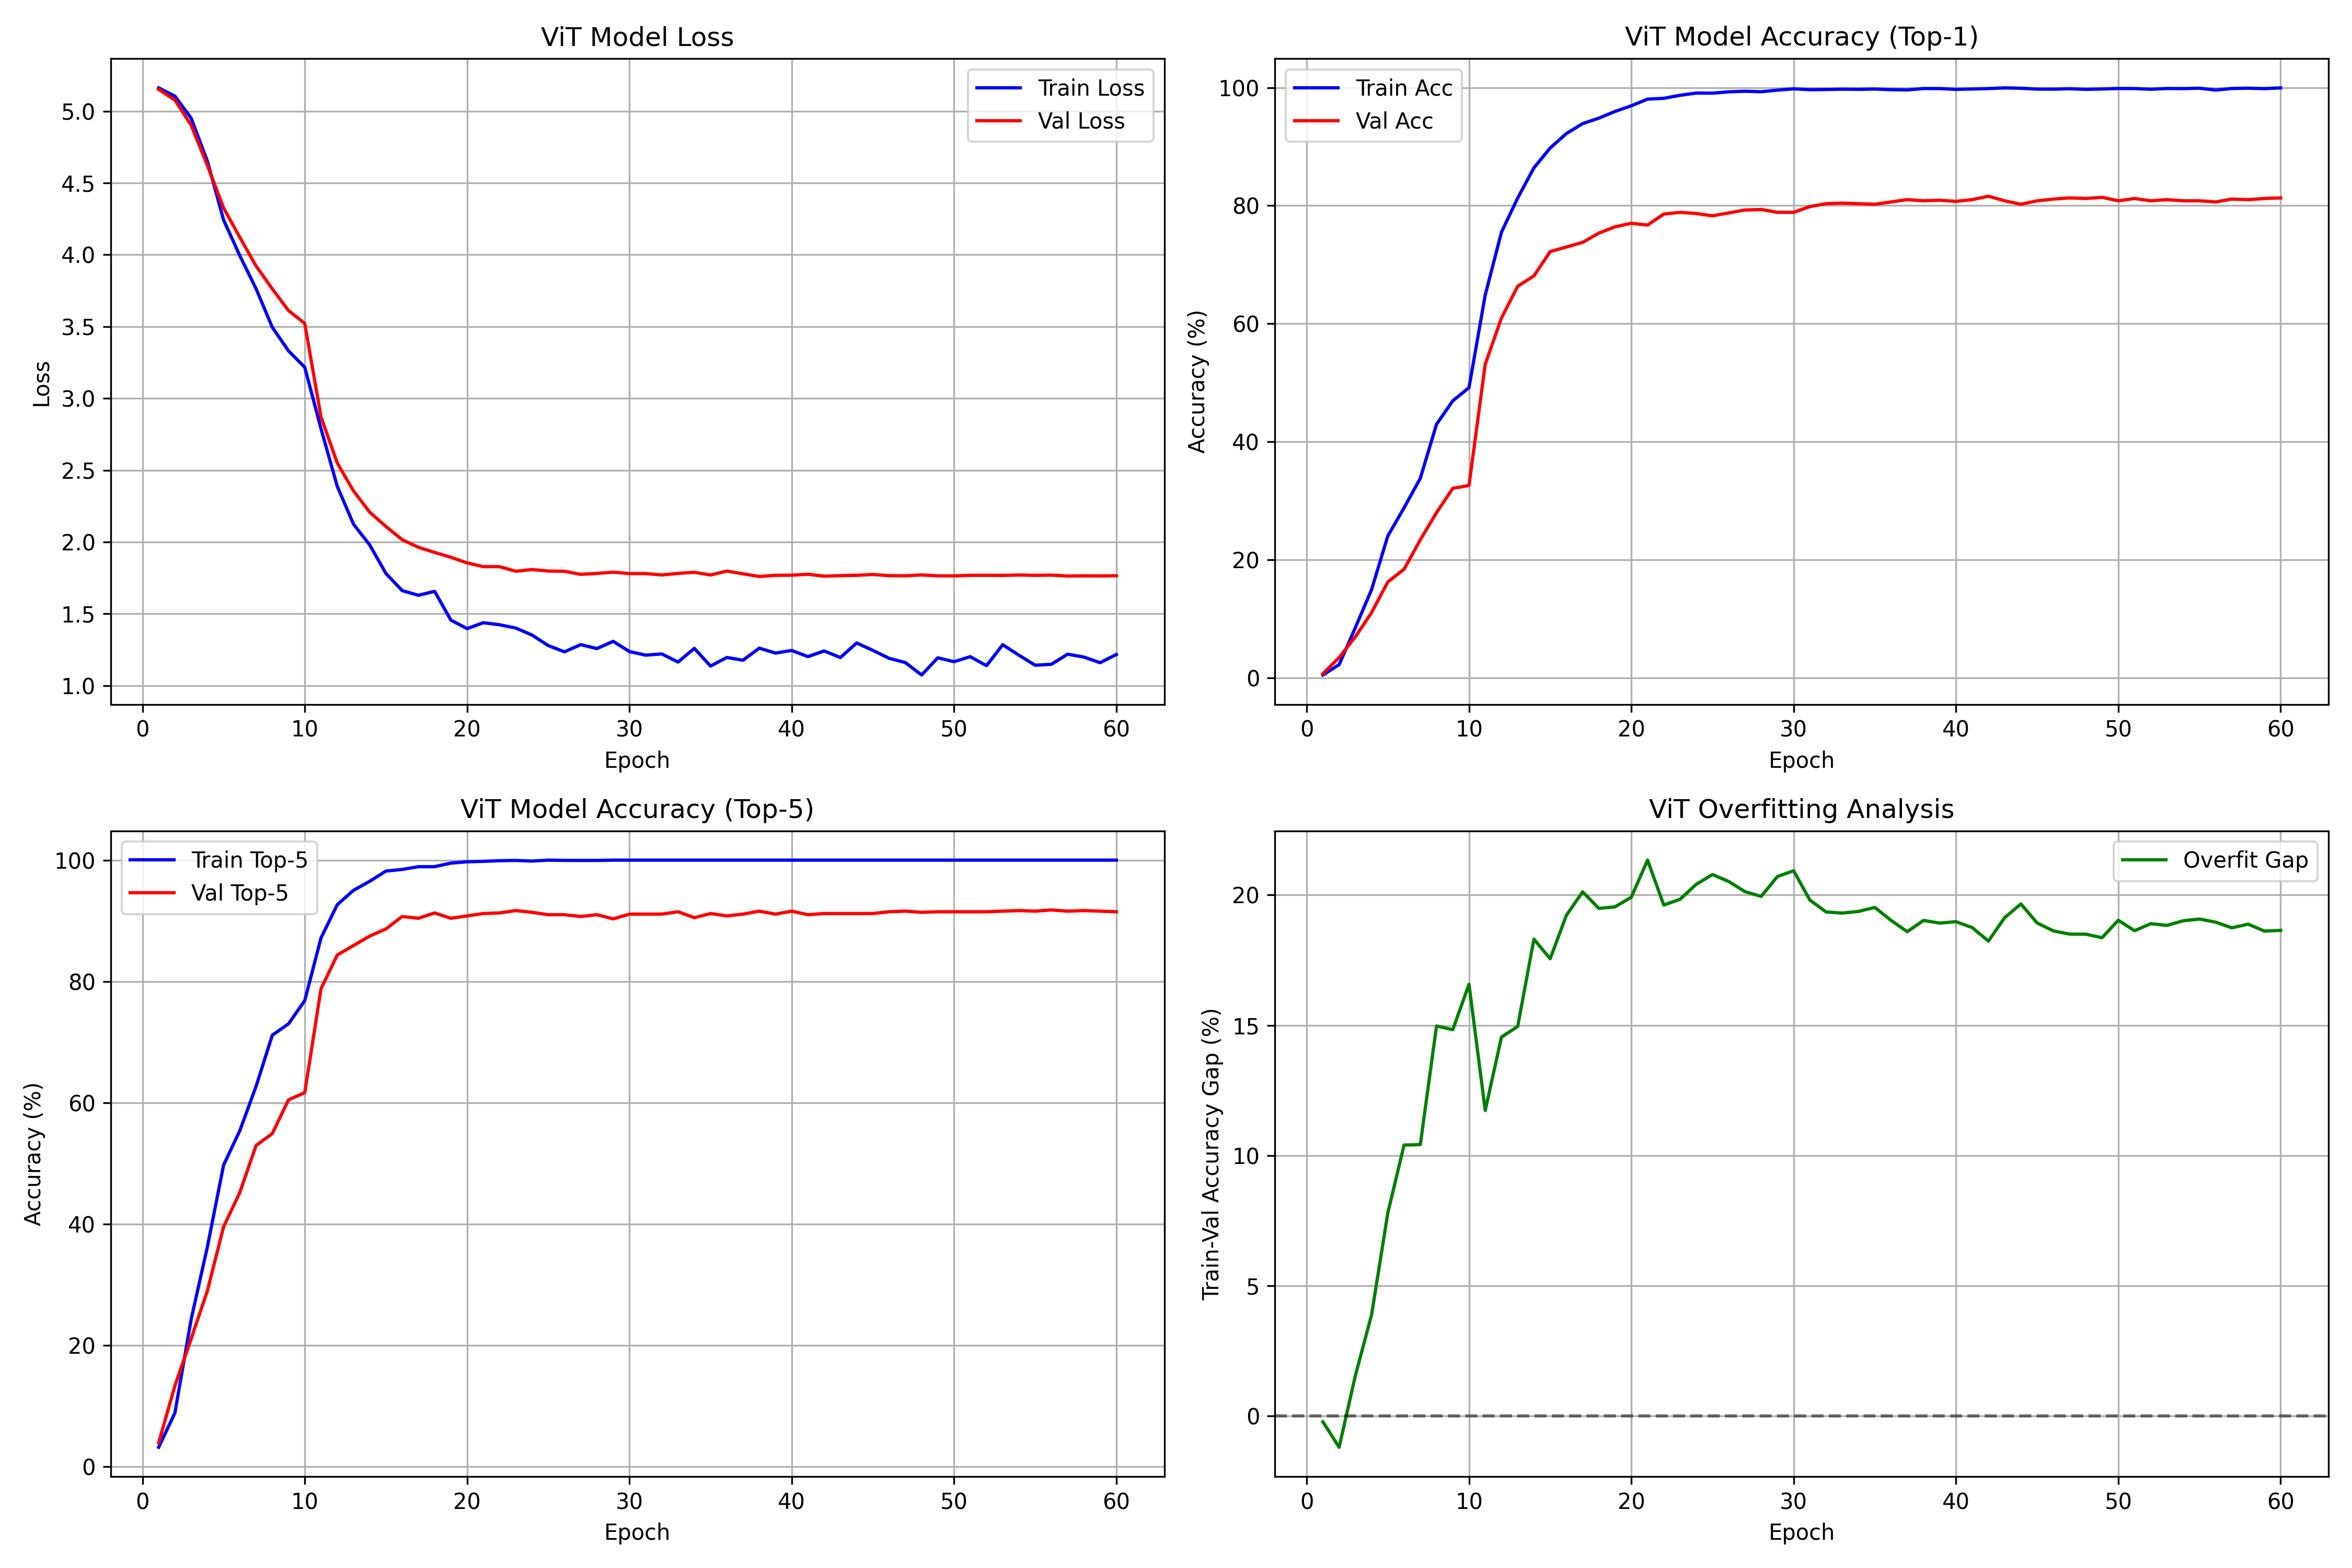 ViT Model Loss
Train Loss
Val Loss
5.0
4.5
4.0
3.5
3.0
2.5
2.0
1.5
1.0
Loss
0 10 20 30 40 50 60
Epoch
ViT Model Accuracy (Top-1)
Train Acc
Val Acc
100
80
60
40
20
0
Accuracy (%)
0 10 20 30 40 50 60
Epoch
ViT Model Accuracy (Top-5)
Train Top-5
Val Top-5
100
80
60
40
20
0
Accuracy (%)
0 10 20 30 40 50 60
Epoch
ViT Overfitting Analysis
Overfit Gap
20
15
10
5
0
Train-Val Accuracy Gap (%)
0 10 20 30 40 50 60
Epoch